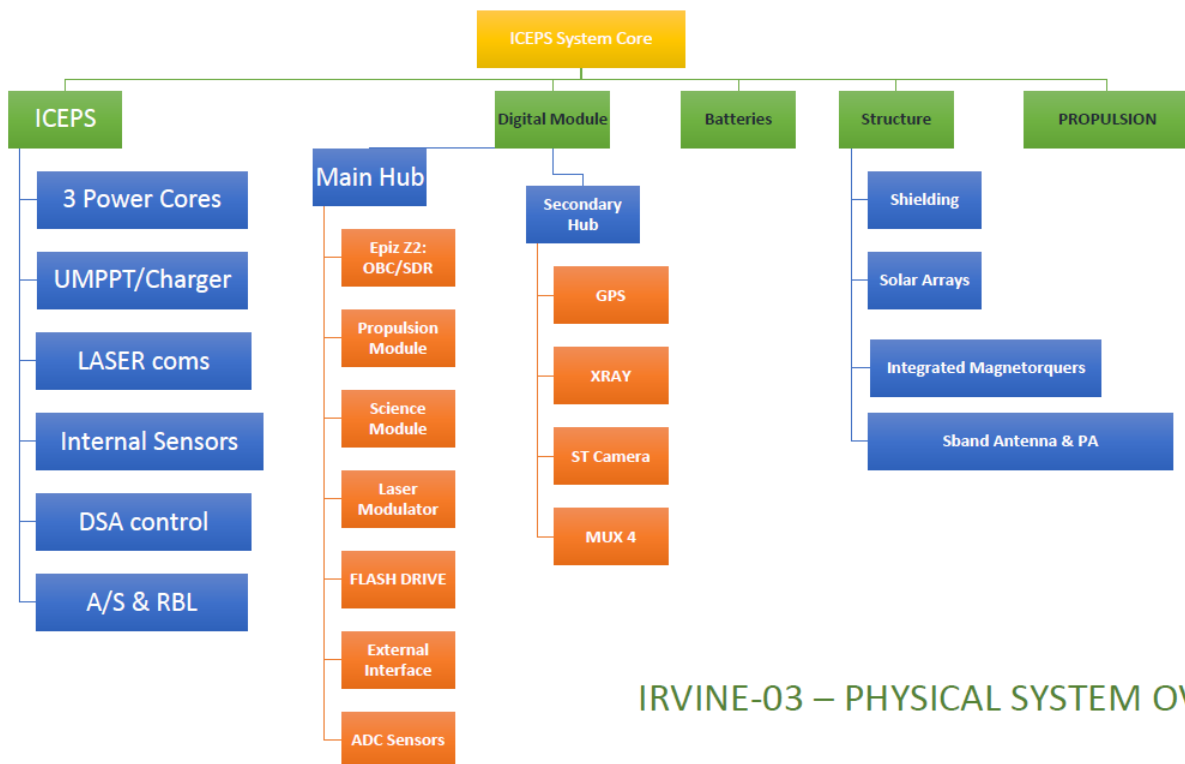 ICEPS System Core
ICEPS
Digital Module
Batteries
Structure
PROPULSION
Main Hub
3 Power Cores
UMPPT/Charger
LASER coms
Internal Sensors
DSA control
A/S & RBL
Epiz Z2:
OBC/SDR
Propulsion
Module
Science
Module
Laser
Modulator
FLASH DRIVE
External
Interface
ADC Sensors
Secondary
Hub
GPS
XRAY
ST Camera
MUX 4
Shielding
Solar Arrays
Integrated Magnetorquers
Sband Antenna & PA
IRVINE-03 – PHYSICAL SYSTEM OV